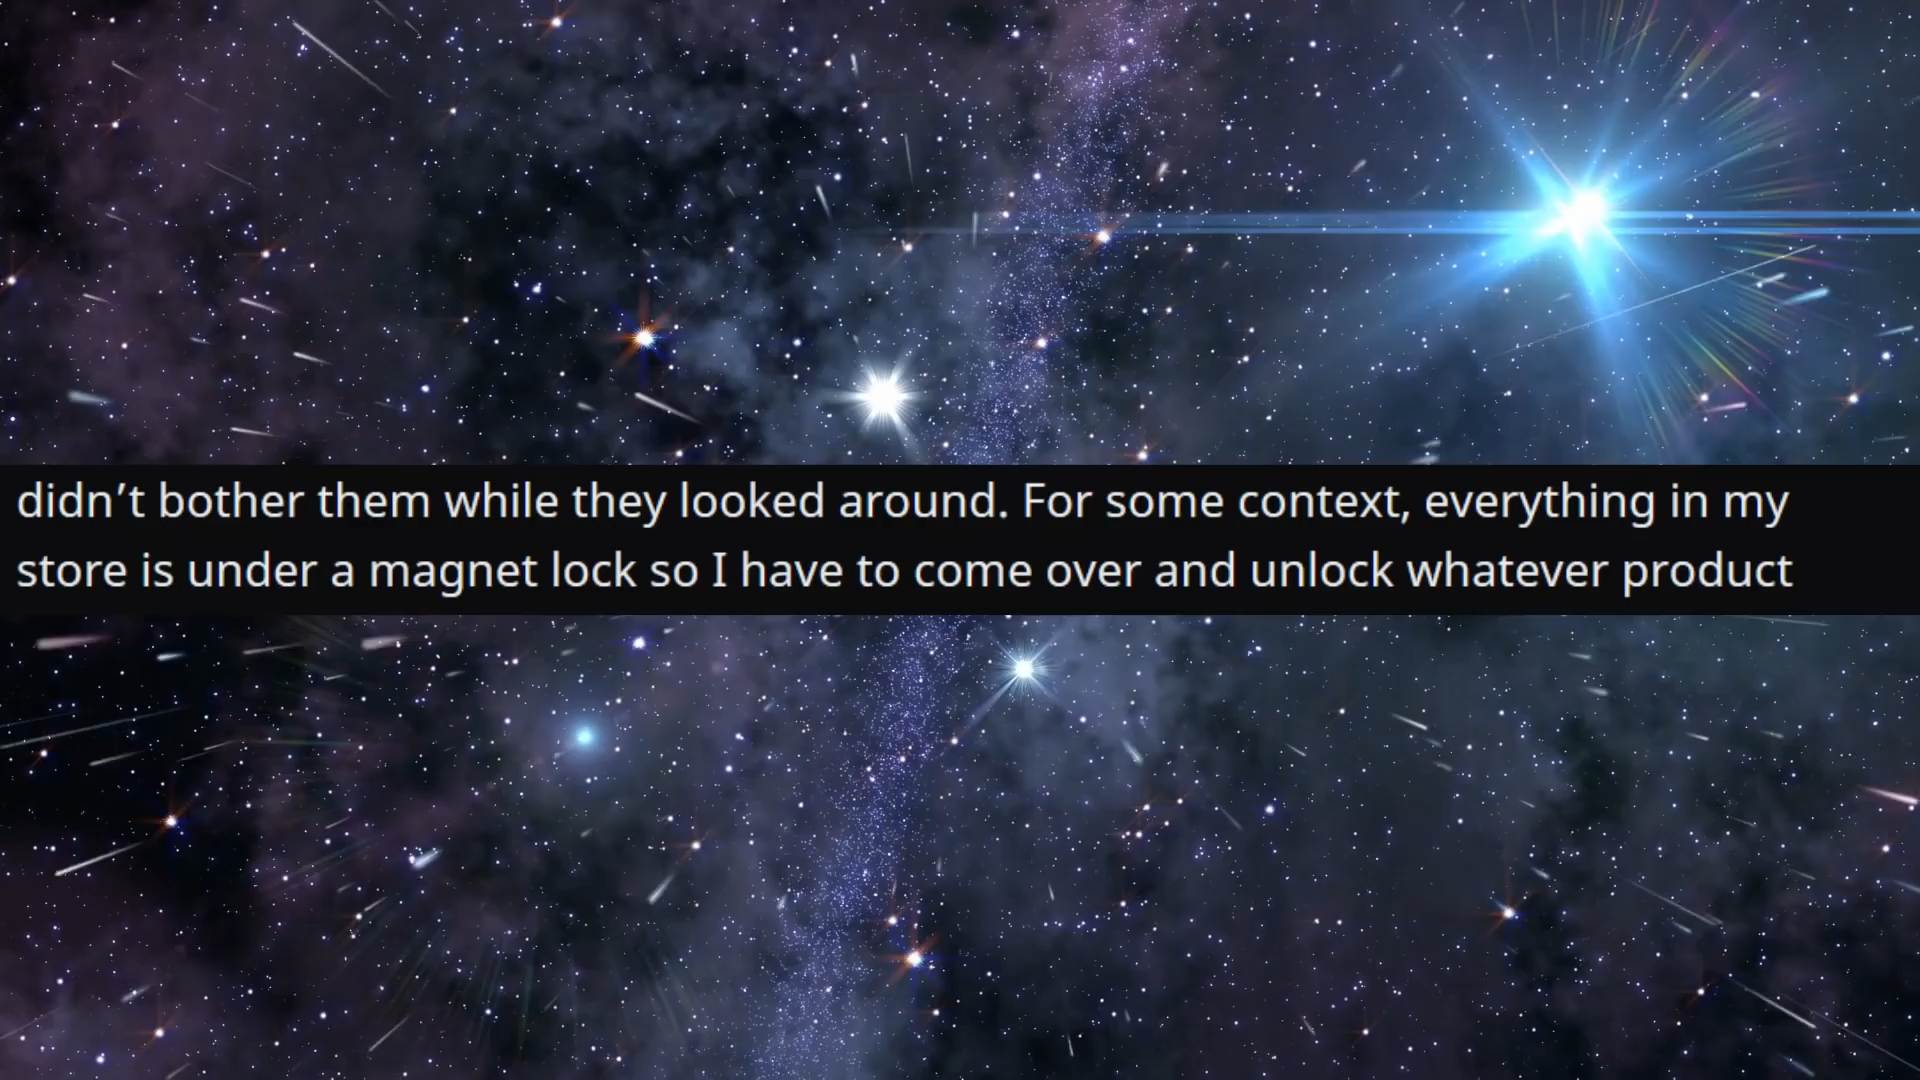 didn’t bother them while they looked around. For some context, everything in my
store is under a magnet lock so I have to come over and unlock whatever product